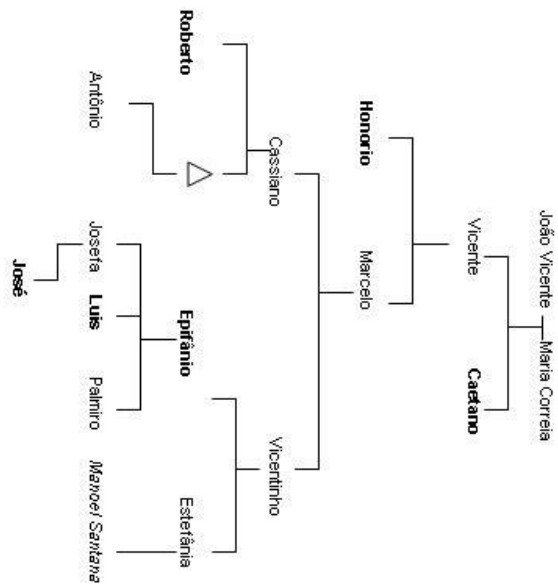 João Vicente Maria Correia
Vicente Caetano
Honorio Marcelo
Cassiano Vicentinho
Roberto Epifânio Estefânia
Antônio Josefa Luis Palmiro Manoel Santana
José